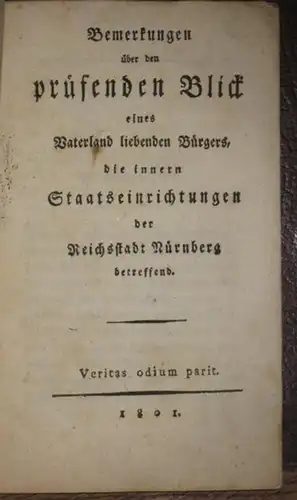 Bemerkungen
über den
prüfenden Blick
eines
Vaterland liebenden Bürgers,
die innern
Staatseinrichtungen
der
Reichsstadt Nürnberg
betreffend.
Veritas odium parit.
1801.